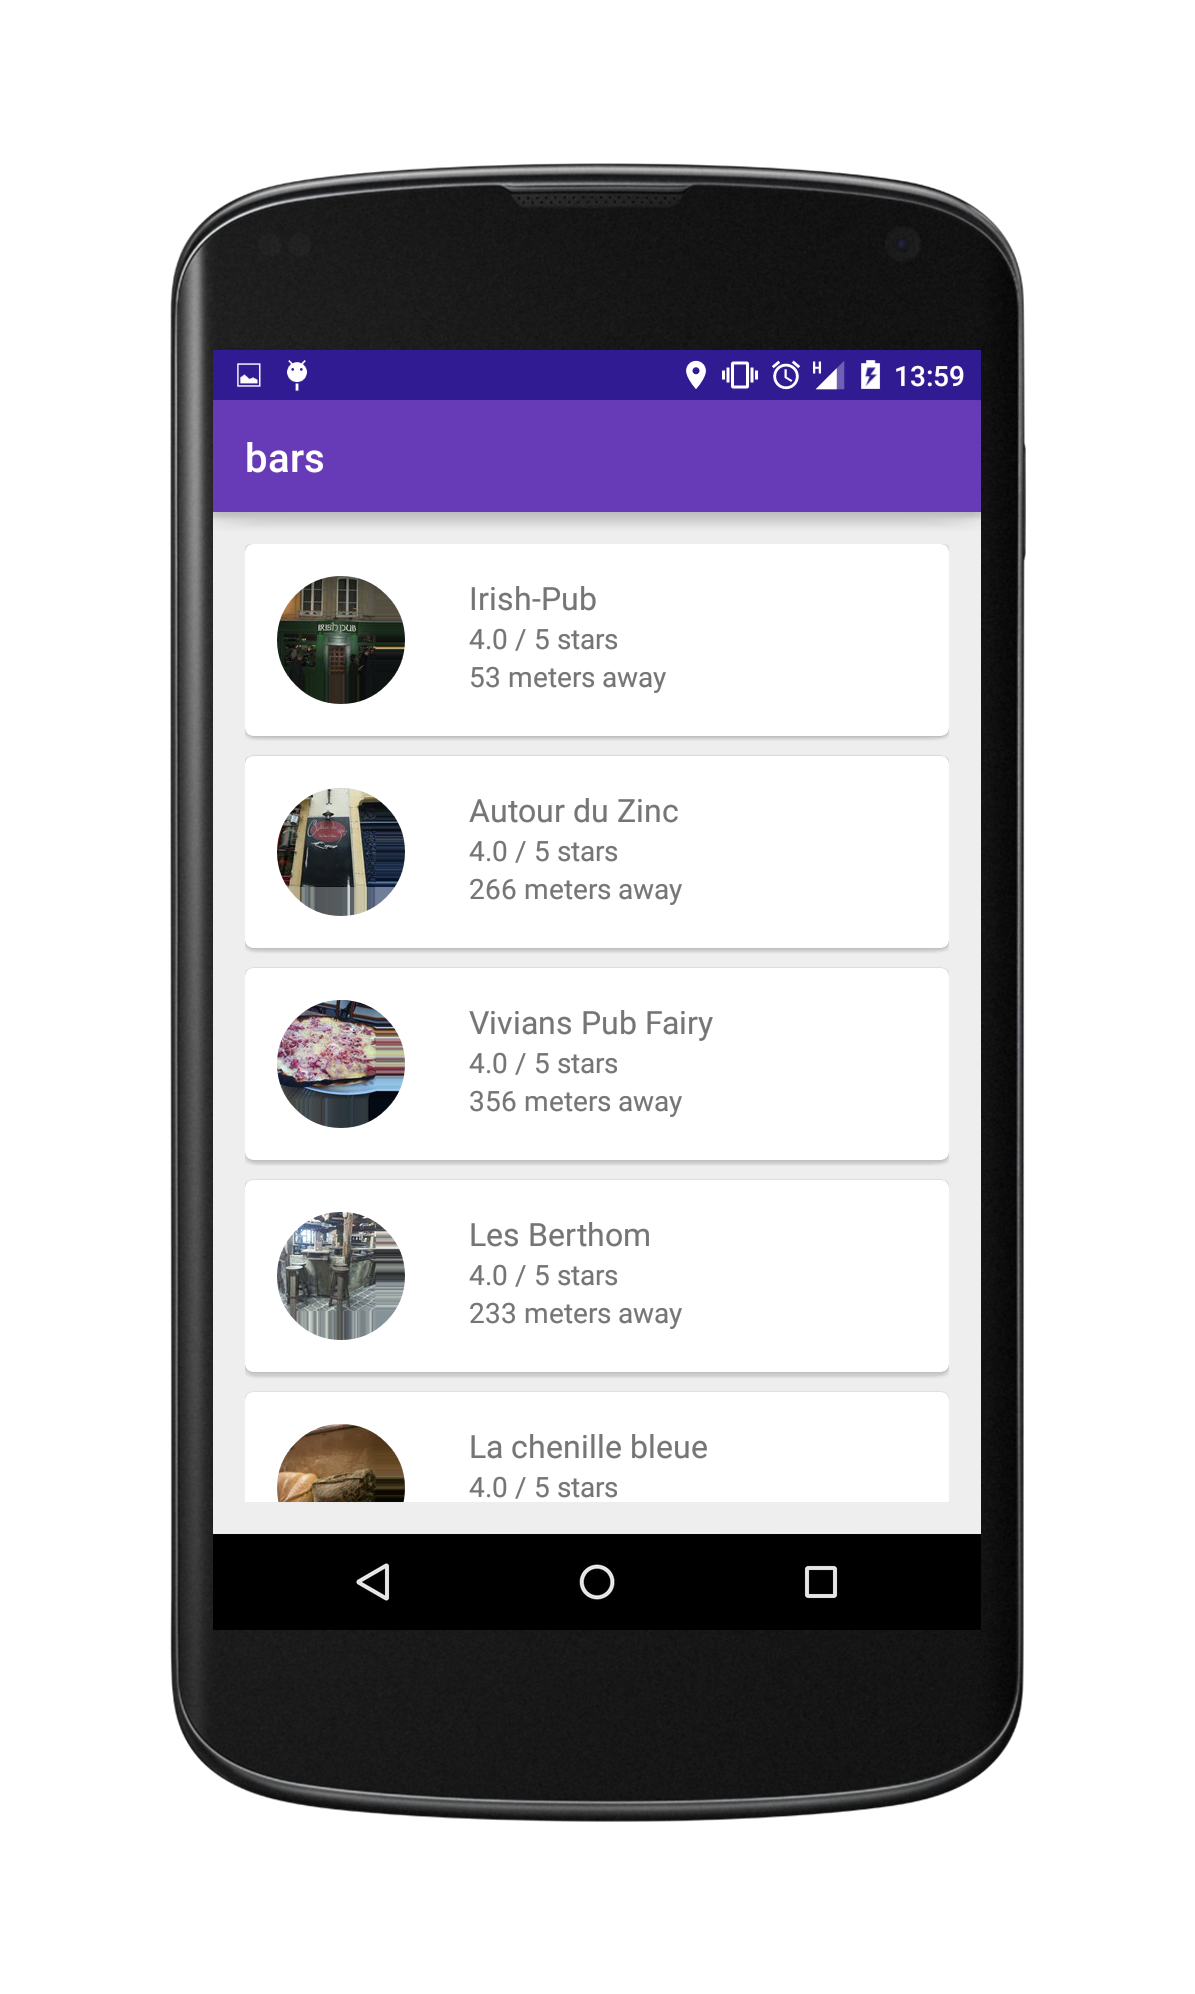 H 13:59
bars
IRISH PUB
Irish-Pub
4.0 / 5 stars
53 meters away
Autour du Zinc
4.0 / 5 stars
266 meters away
Vivians Pub Fairy
4.0 / 5 stars
356 meters away
Les Berthom
4.0 / 5 stars
233 meters away
La chenille bleue
4.0 / 5 stars